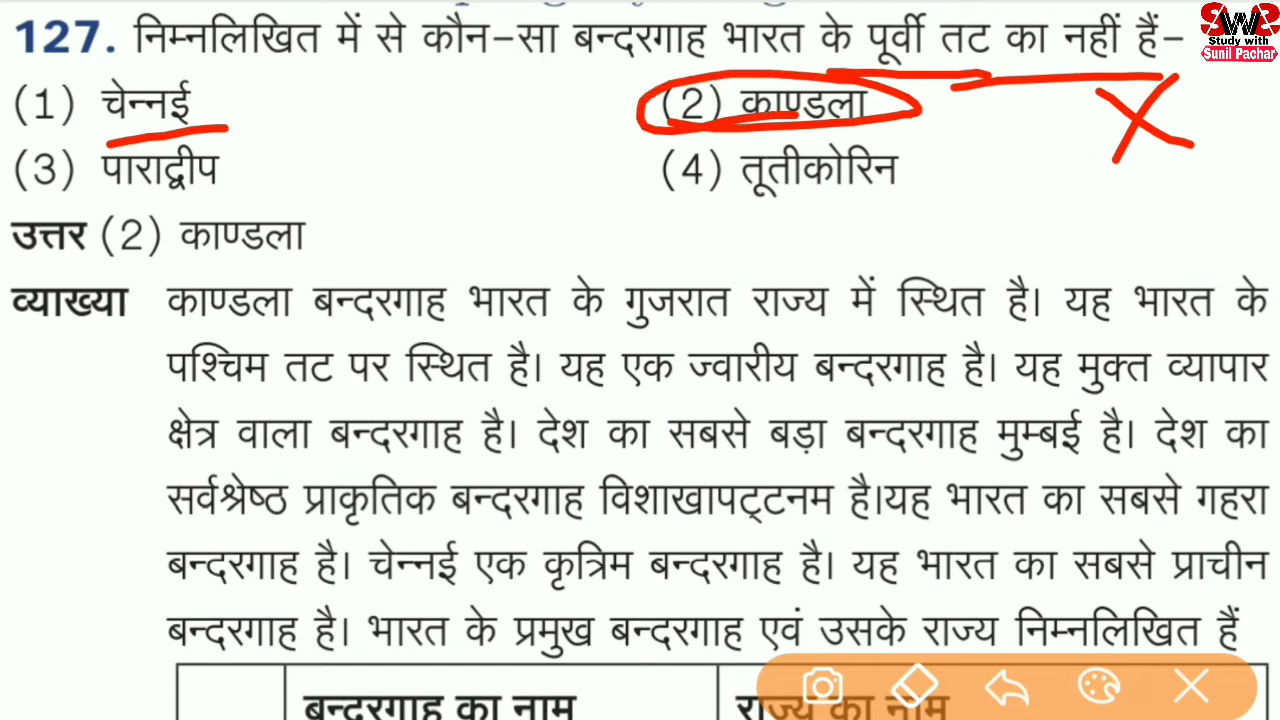 127. निम्नलिखित में से कौन-सा बन्दरगाह भारत के पूर्वी तट का नहीं हैं-
(1) चेन्नई (2) काण्डला
(3) पाराद्वीप (4) तूतीकोरिन
उत्तर (2) काण्डला
व्याख्या काण्डला बन्दरगाह भारत के गुजरात राज्य में स्थित है। यह भारत के
पश्चिम तट पर स्थित है। यह एक ज्वारीय बन्दरगाह है। यह मुक्त व्यापार
क्षेत्र वाला बन्दरगाह है। देश का सबसे बड़ा बन्दरगाह मुम्बई है। देश का
सर्वश्रेष्ठ प्राकृतिक बन्दरगाह विशाखापट्टनम है।यह भारत का सबसे गहरा
बन्दरगाह है। चेन्नई एक कृत्रिम बन्दरगाह है। यह भारत का सबसे प्राचीन
बन्दरगाह है। भारत के प्रमुख बन्दरगाह एवं उसके राज्य निम्नलिखित हैं
बन्दरगाह का नाम राज्य का नाम
Study with
Sunil Pachar